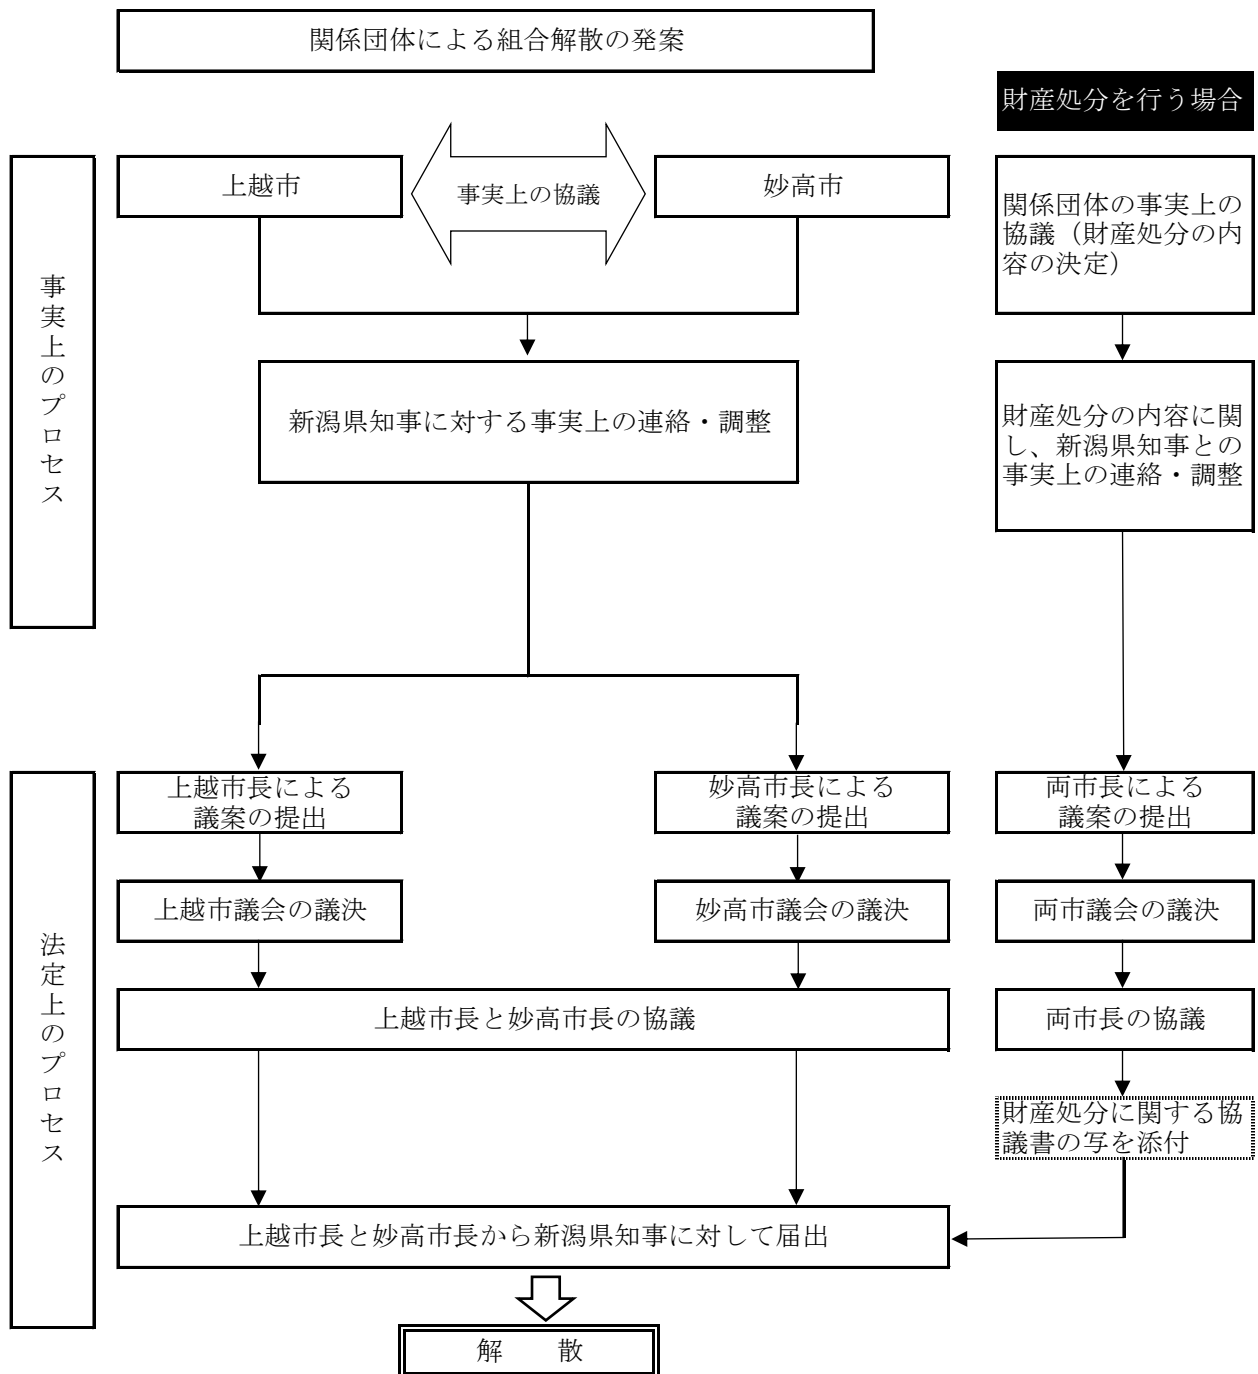 関係団体による組合解散の発案
財産処分を行う場合
事実上のプロセス
上越市
事実上の協議
妙高市
関係団体の事実上の
協議（財産処分の内
容の決定）
新潟県知事に対する事実上の連絡・調整
財産処分の内容に関
し、新潟県知事との
事実上の連絡・調整
法定上のプロセス
上越市長による
議案の提出
妙高市長による
議案の提出
両市長による
議案の提出
上越市議会の議決
妙高市議会の議決
両市議会の議決
上越市長と妙高市長の協議
両市長の協議
財産処分に関する協
議書の写を添付
上越市長と妙高市長から新潟県知事に対して届出
解　散